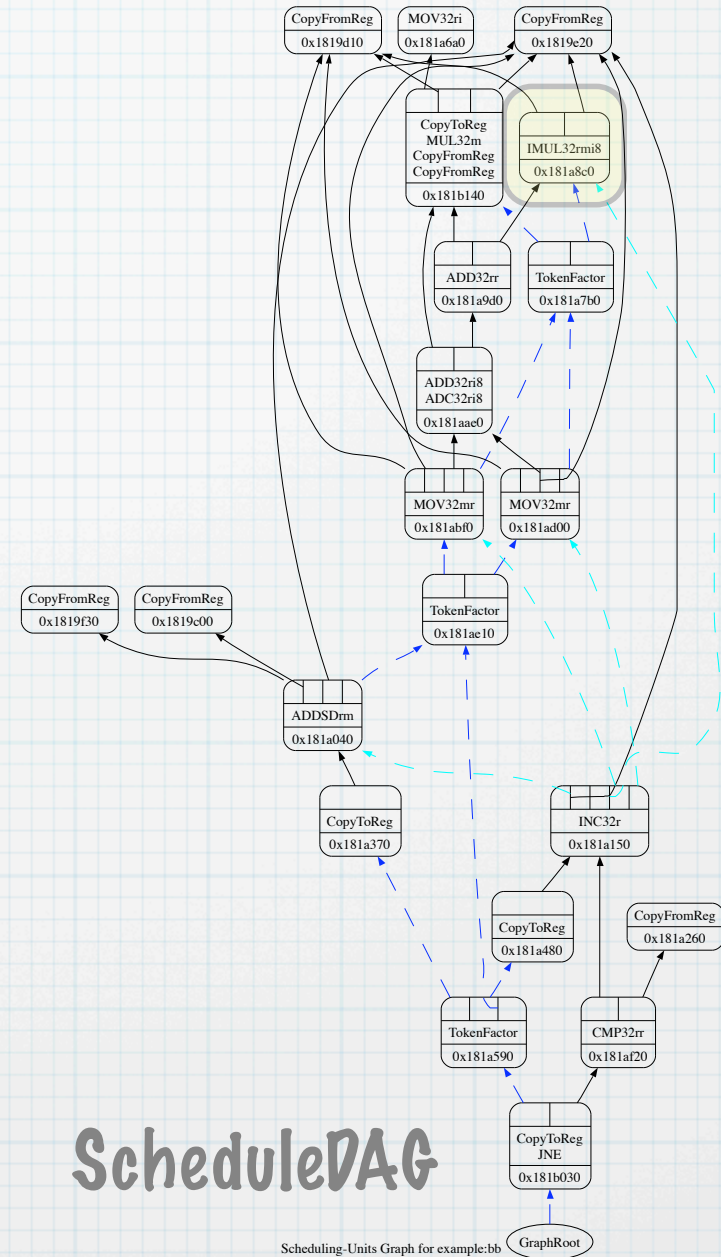 CopyFromReg
0x1819d10
MOV32ri
0x181a6a0
CopyFromReg
0x1819e20
CopyToReg
MUL32m
CopyFromReg
CopyFromReg
0x181b140
IMUL32rmi8
0x181a8c0
ADD32rr
0x181a9d0
TokenFactor
0x181a7b0
ADD32ri8
ADC32ri8
0x181aae0
MOV32mr
0x181abf0
MOV32mr
0x181ad00
CopyFromReg
0x1819f30
CopyFromReg
0x1819c00
TokenFactor
0x181ae10
ADDSDrm
0x181a040
CopyToReg
0x181a370
INC32r
0x181a150
CopyToReg
0x181a480
CopyFromReg
0x181a260
TokenFactor
0x181a590
CMP32rr
0x181af20
CopyToReg
JNE
0x181b030
ScheduleDAG
GraphRoot
Scheduling-Units Graph for example:bb